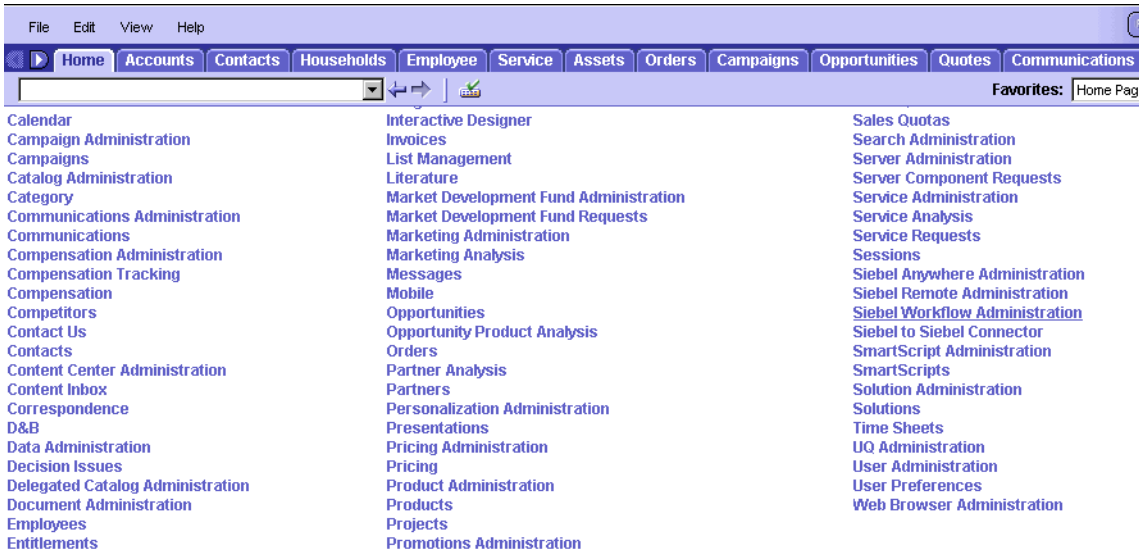 File Edit View Help
Home Accounts Contacts Households Employee Service Assets Orders Campaigns Opportunities Quotes Communications
Favorites: Home Pag
Calendar
Campaign Administration
Campaigns
Catalog Administration
Category
Communications Administration
Communications
Compensation Administration
Compensation Tracking
Compensation
Competitors
Contact Us
Contacts
Content Center Administration
Content Inbox
Correspondence
D&B
Data Administration
Decision Issues
Delegated Catalog Administration
Document Administration
Employees
Entitlements
Interactive Designer
Invoices
List Management
Literature
Market Development Fund Administration
Market Development Fund Requests
Marketing Administration
Marketing Analysis
Messages
Mobile
Opportunities
Opportunity Product Analysis
Orders
Partner Analysis
Partners
Personalization Administration
Presentations
Pricing Administration
Pricing
Product Administration
Products
Projects
Promotions Administration
Sales Quotas
Search Administration
Server Administration
Server Component Requests
Service Administration
Service Analysis
Service Requests
Sessions
Siebel Anywhere Administration
Siebel Remote Administration
Siebel Workflow Administration
Siebel to Siebel Connector
SmartScript Administration
SmartScripts
Solution Administration
Solutions
Time Sheets
UQ Administration
User Administration
User Preferences
Web Browser Administration